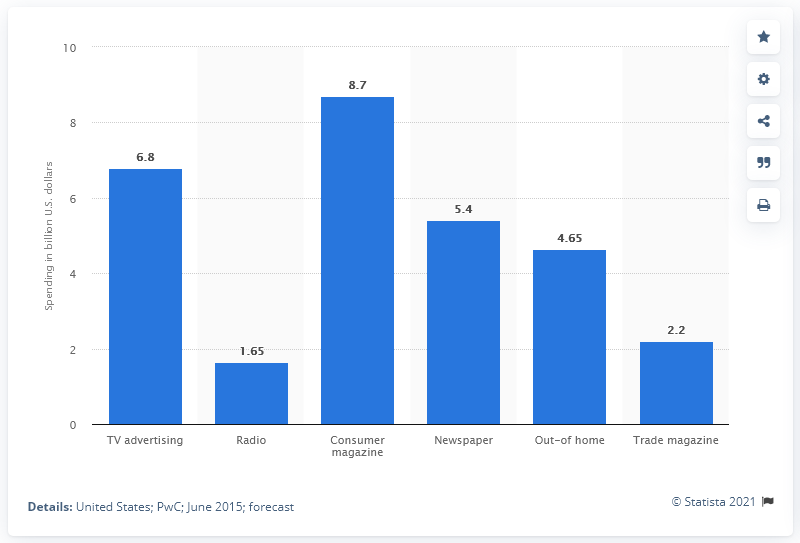 10
8
6
4
2
0
Spending in billion U.S. dollars
6.8
1.65
8.7
5.4
4.65
2.2
TV advertising
Radio
Consumer
magazine
Newspaper
Out-of home
Trade magazine
Details: United States; PwC; June 2015; forecast
© Statista 2021